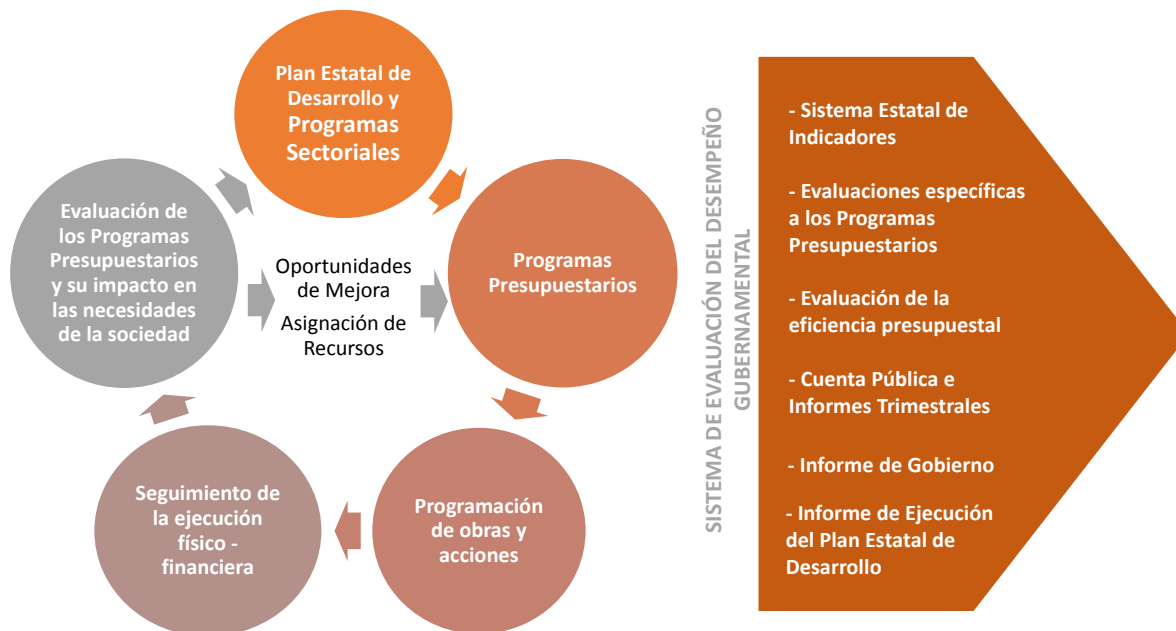 Plan Estatal de
Desarrollo y
Programas
Sectoriales
Evaluación de
los Programas
Presupuestarios
y su impacto en
las necesidades
de la sociedad
Oportunidades
de Mejora
Asignación de
Recursos
Programas
Presupuestarios
Seguimiento de
la ejecución
físico -
financiera
Programación
de obras y
acciones
SISTEMA DE EVALUACIÓN DEL DESEMPEÑO
GUBERNAMENTAL
- Sistema Estatal de
Indicadores
- Evaluaciones específicas
a los Programas
Presupuestarios
- Evaluación de la
eficiencia presupuestal
- Cuenta Pública e
Informes Trimestrales
- Informe de Gobierno
- Informe de Ejecución
del Plan Estatal de
Desarrollo